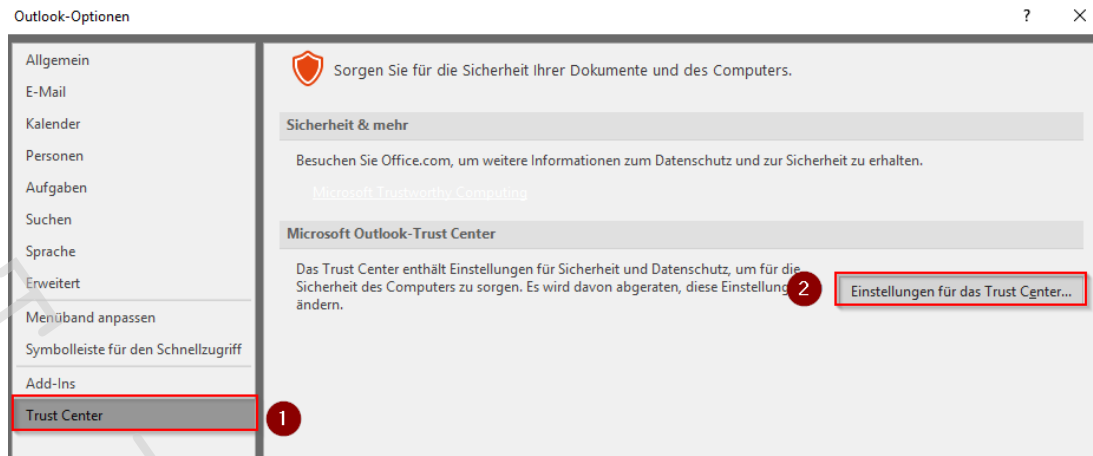 Outlook-Optionen
?
Allgemein
E-Mail
Kalender
Personen
Aufgaben
Suchen
Sprache
Erweitert
Menüband anpassen
Symbolleiste für den Schnellzugriff
Add-Ins
Trust Center
1
Sorgen Sie für die Sicherheit Ihrer Dokumente und des Computers.
Sicherheit & mehr
Besuchen Sie Office.com, um weitere Informationen zum Datenschutz und zur Sicherheit zu erhalten.
Microsoft Trustworthy Computing
Microsoft Outlook-Trust Center
Das Trust Center enthält Einstellungen für Sicherheit und Datenschutz, um für die
Sicherheit des Computers zu sorgen. Es wird davon abgeraten, diese Einstellung
ändern.
2
Einstellungen für das Trust Center...